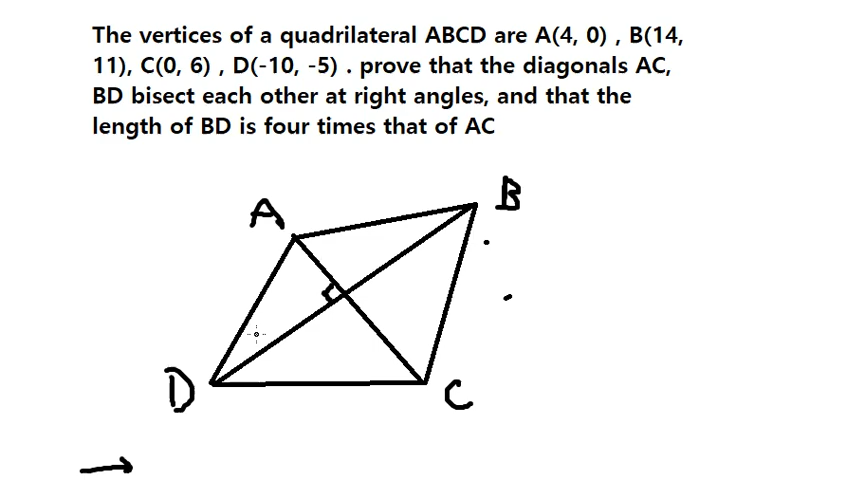 The vertices of a quadrilateral ABCD are A(4, 0) , B(14,
11), C(0, 6) , D(-10, -5) . prove that the diagonals AC,
BD bisect each other at right angles, and that the
length of BD is four times that of AC
A
B
D
C